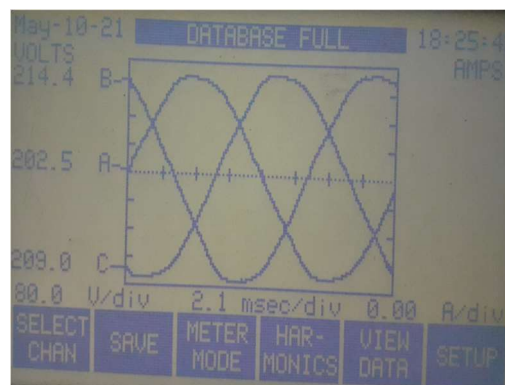 May-10-21 DATABASE FULL 18:25:4
VOLTS AMPS
214.4 B-
202.5 A-
209.0 C-
80.0 V/div 2.1 msec/div 0.00 A/div
SELECT CHAN SAVE METER MODE HAR-MONICS VIEW DATA SETUP